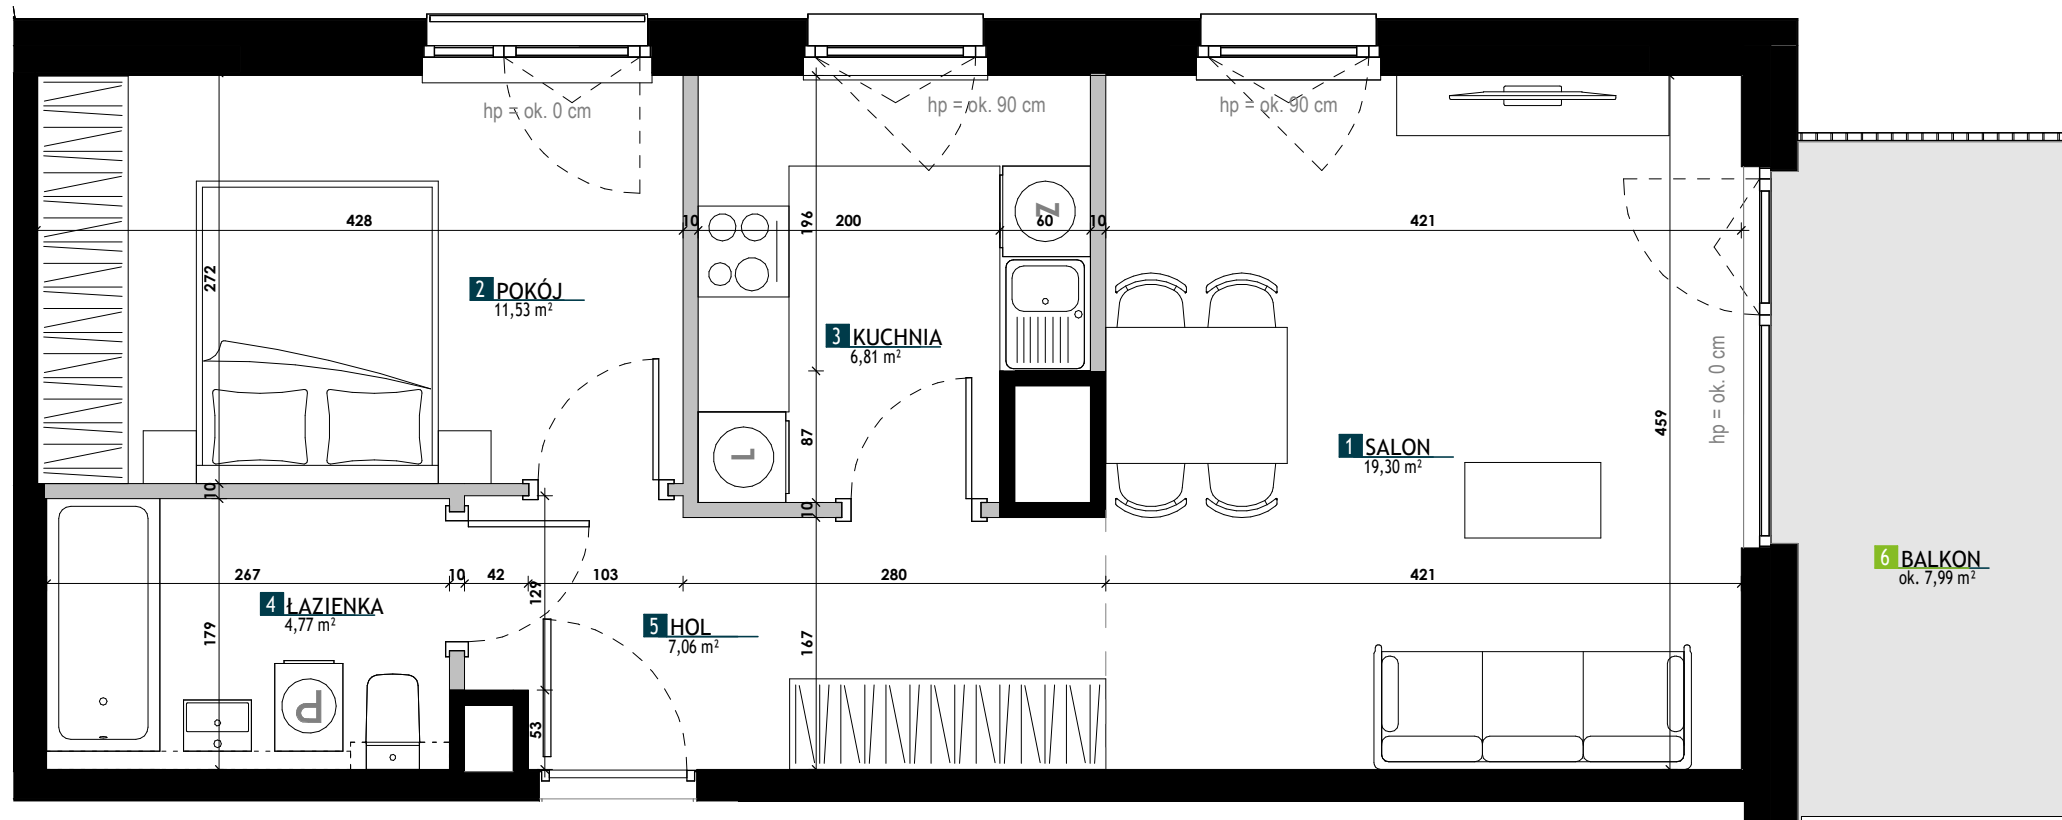 hp = ok. 0 cm
hp = ok. 90 cm
hp = ok. 90 cm
428
10
196
200
60
10
421
Z
272
2 POKÓJ
11,53 m²
3 KUCHNIA
6,81 m²
hp = ok. 0 cm
459
87
L
1 SALON
19,30 m²
10
10
267
10
42
129
103
280
421
6 BALKON
ok. 7,99 m²
4 ŁAZIENKA
4,77 m²
179
5 HOL
7,06 m²
167
P
53